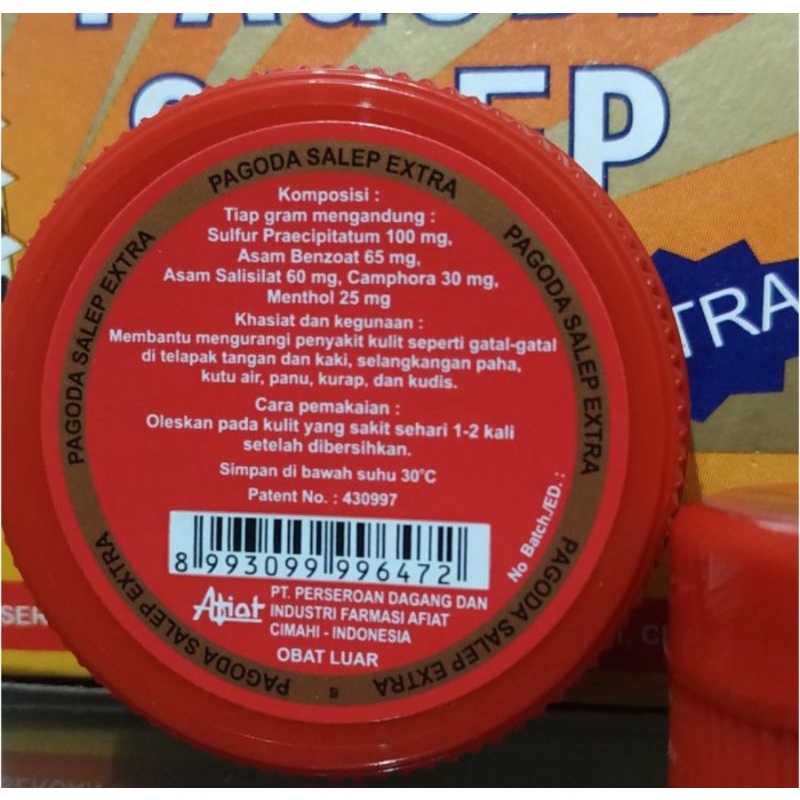 SALEP
TRA
PAGODA SALEP EXTRA
PAGODA SALEP EXTRA
PAGODA SALEP EXTRA
PAGODA SALEP EXTRA
PAGODA SALEP EXTRA
Komposisi :
Tiap gram mengandung :
Sulfur Praecipitatum 100 mg,
Asam Benzoat 65 mg,
Asam Salisilat 60 mg, Camphora 30 mg,
Menthol 25 mg
Khasiat dan kegunaan :
Membantu mengurangi penyakit kulit seperti gatal-gatal
di telapak tangan dan kaki, selangkangan paha,
kutu air, panu, kurap, dan kudis.
Cara pemakaian :
Oleskan pada kulit yang sakit sehari 1-2 kali
setelah dibersihkan.
Simpan di bawah suhu 30°C
Patent No. : 430997
No Batch./ED. :
8 993099 996472
Afiat
PT. PERSEROAN DAGANG DAN
INDUSTRI FARMASI AFIAT
CIMAHI - INDONESIA
OBAT LUAR